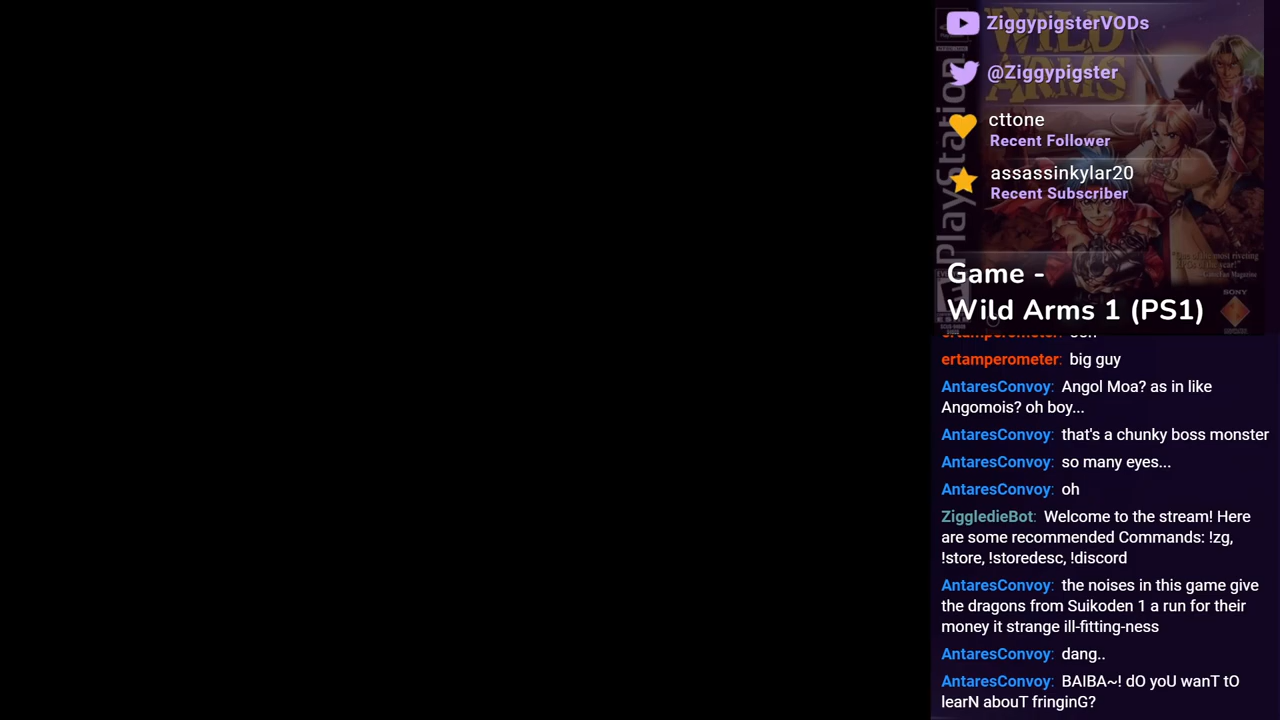 ZiggypigsterVODs
@Ziggypigster
cttone
Recent Follower
assassinkylar20
Recent Subscriber
WILD
ARMS
PlayStation
SONY
Game -
Wild Arms 1 (PS1)
ertamperometer: big guy
AntaresConvoy: Angol Moa? as in like
Angomois? oh boy...
AntaresConvoy: that's a chunky boss monster
AntaresConvoy: so many eyes...
AntaresConvoy: oh
ZiggledieBot: Welcome to the stream! Here
are some recommended Commands: !zg,
!store, !storedesc, !discord
AntaresConvoy: the noises in this game give
the dragons from Suikoden 1 a run for their
money it strange ill-fitting-ness
AntaresConvoy: dang..
AntaresConvoy: BAIBA~! dO yoU wanT tO
learN abouT fringinG?